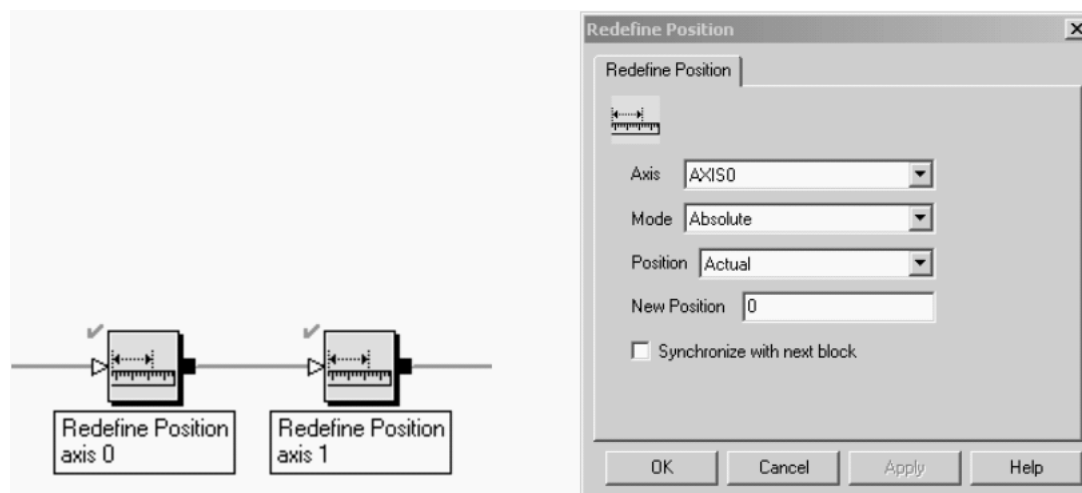 Redefine Position
axis 0
Redefine Position
axis 1
Redefine Position
Redefine Position
Axis AXIS0
Mode Absolute
Position Actual
New Position 0
Synchronize with next block
OK Cancel Apply Help